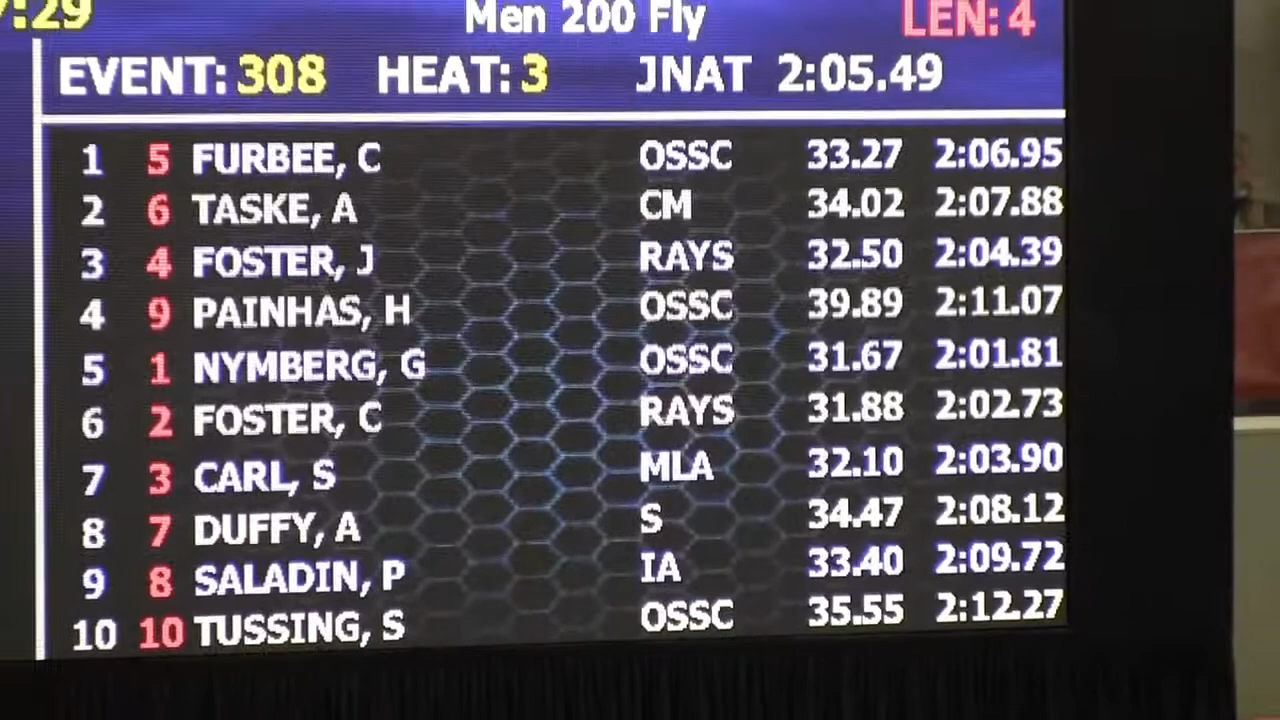 :29 Men 200 Fly LEN: 4
EVENT: 308 HEAT: 3 JNAT 2:05.49
1 5 FURBEE, C OSSC 33.27 2:06.95
2 6 TASKE, A CM 34.02 2:07.88
3 4 FOSTER, J RAYS 32.50 2:04.39
4 9 PAINHAS, H OSSC 39.89 2:11.07
5 1 NYMBERG, G OSSC 31.67 2:01.81
6 2 FOSTER, C RAYS 31.88 2:02.73
7 3 CARL, S MLA 32.10 2:03.90
8 7 DUFFY, A S 34.47 2:08.12
9 8 SALADIN, P IA 33.40 2:09.72
10 10 TUSSING, S OSSC 35.55 2:12.27